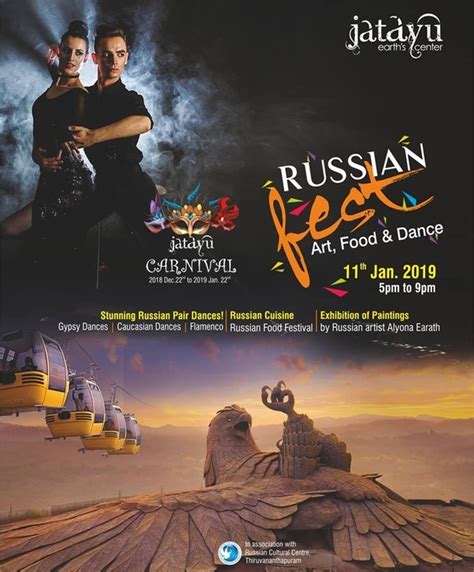 jatayu
earth's center
RUSSIAN
fest
Art, Food & Dance
11th Jan. 2019
5pm to 9pm
jatayu
CARNIVAL
2018 Dec.22nd to 2019 Jan. 22nd
Stunning Russian Pair Dances!
Gypsy Dances | Caucasian Dances | Flamenco
Russian Cuisine
Russian Food Festival
Exhibition of Paintings
by Russian artist Alyona Earath
In association with
Russian Cultural Centre,
Thiruvananthapuram